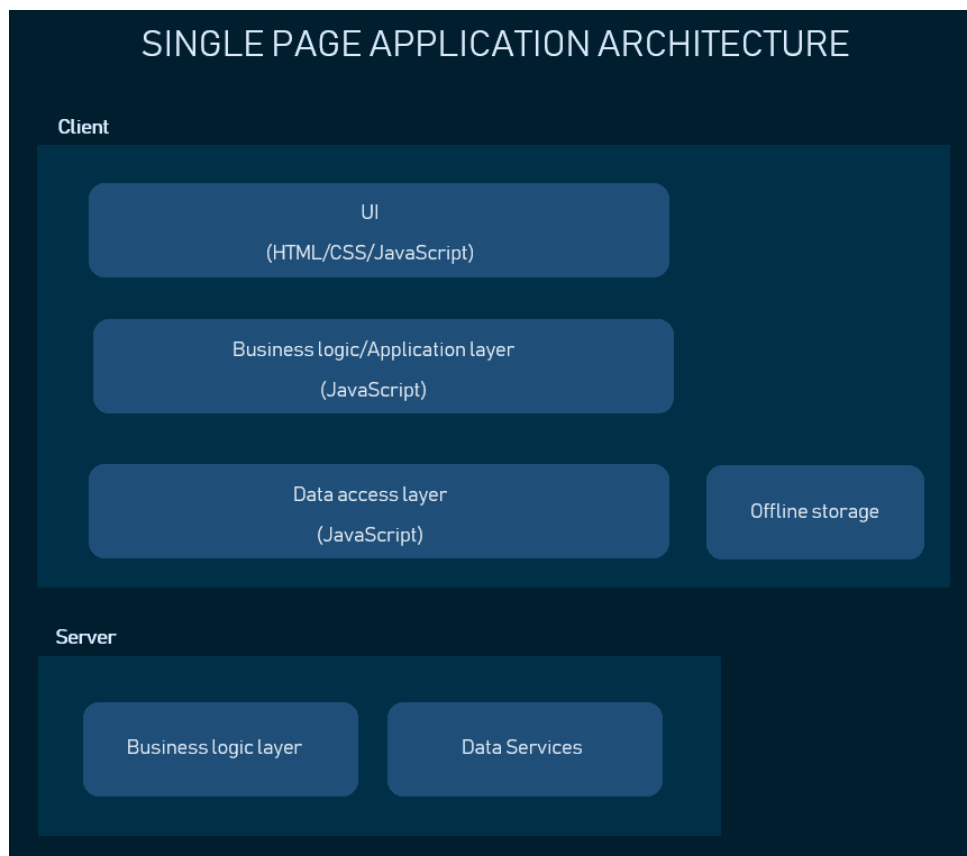 SINGLE PAGE APPLICATION ARCHITECTURE
Client
UI
(HTML/CSS/JavaScript)
Business logic/Application layer
(JavaScript)
Data access layer
(JavaScript)
Offline storage
Server
Business logic layer
Data Services